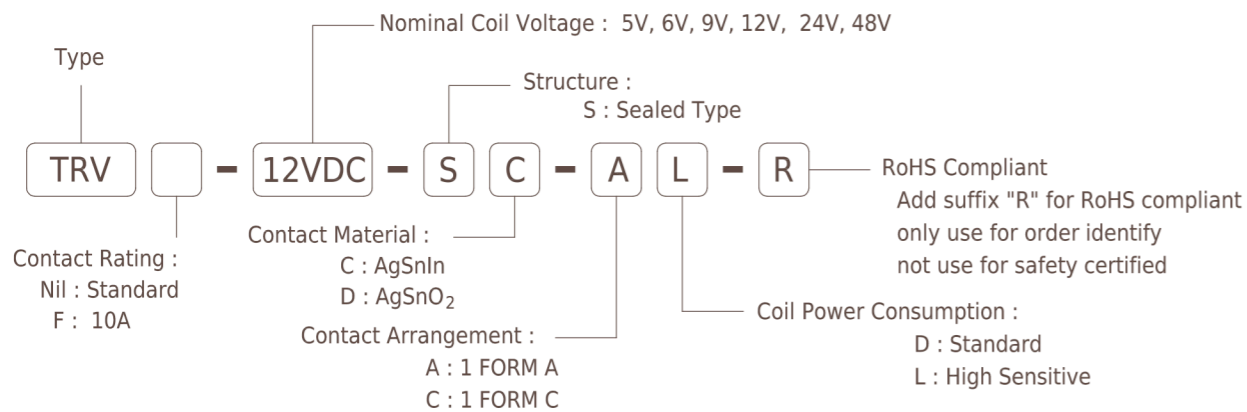 Nominal Coil Voltage : 5V, 6V, 9V, 12V, 24V, 48V
Type
Structure :
S : Sealed Type
TRV - 12VDC - S C - A L - R
RoHS Compliant
Add suffix "R" for RoHS compliant
only use for order identify
not use for safety certified
Contact Material :
C : AgSnIn
D : AgSnO₂
Contact Rating :
Nil : Standard
F : 10A
Coil Power Consumption :
D : Standard
L : High Sensitive
Contact Arrangement :
A : 1 FORM A
C : 1 FORM C